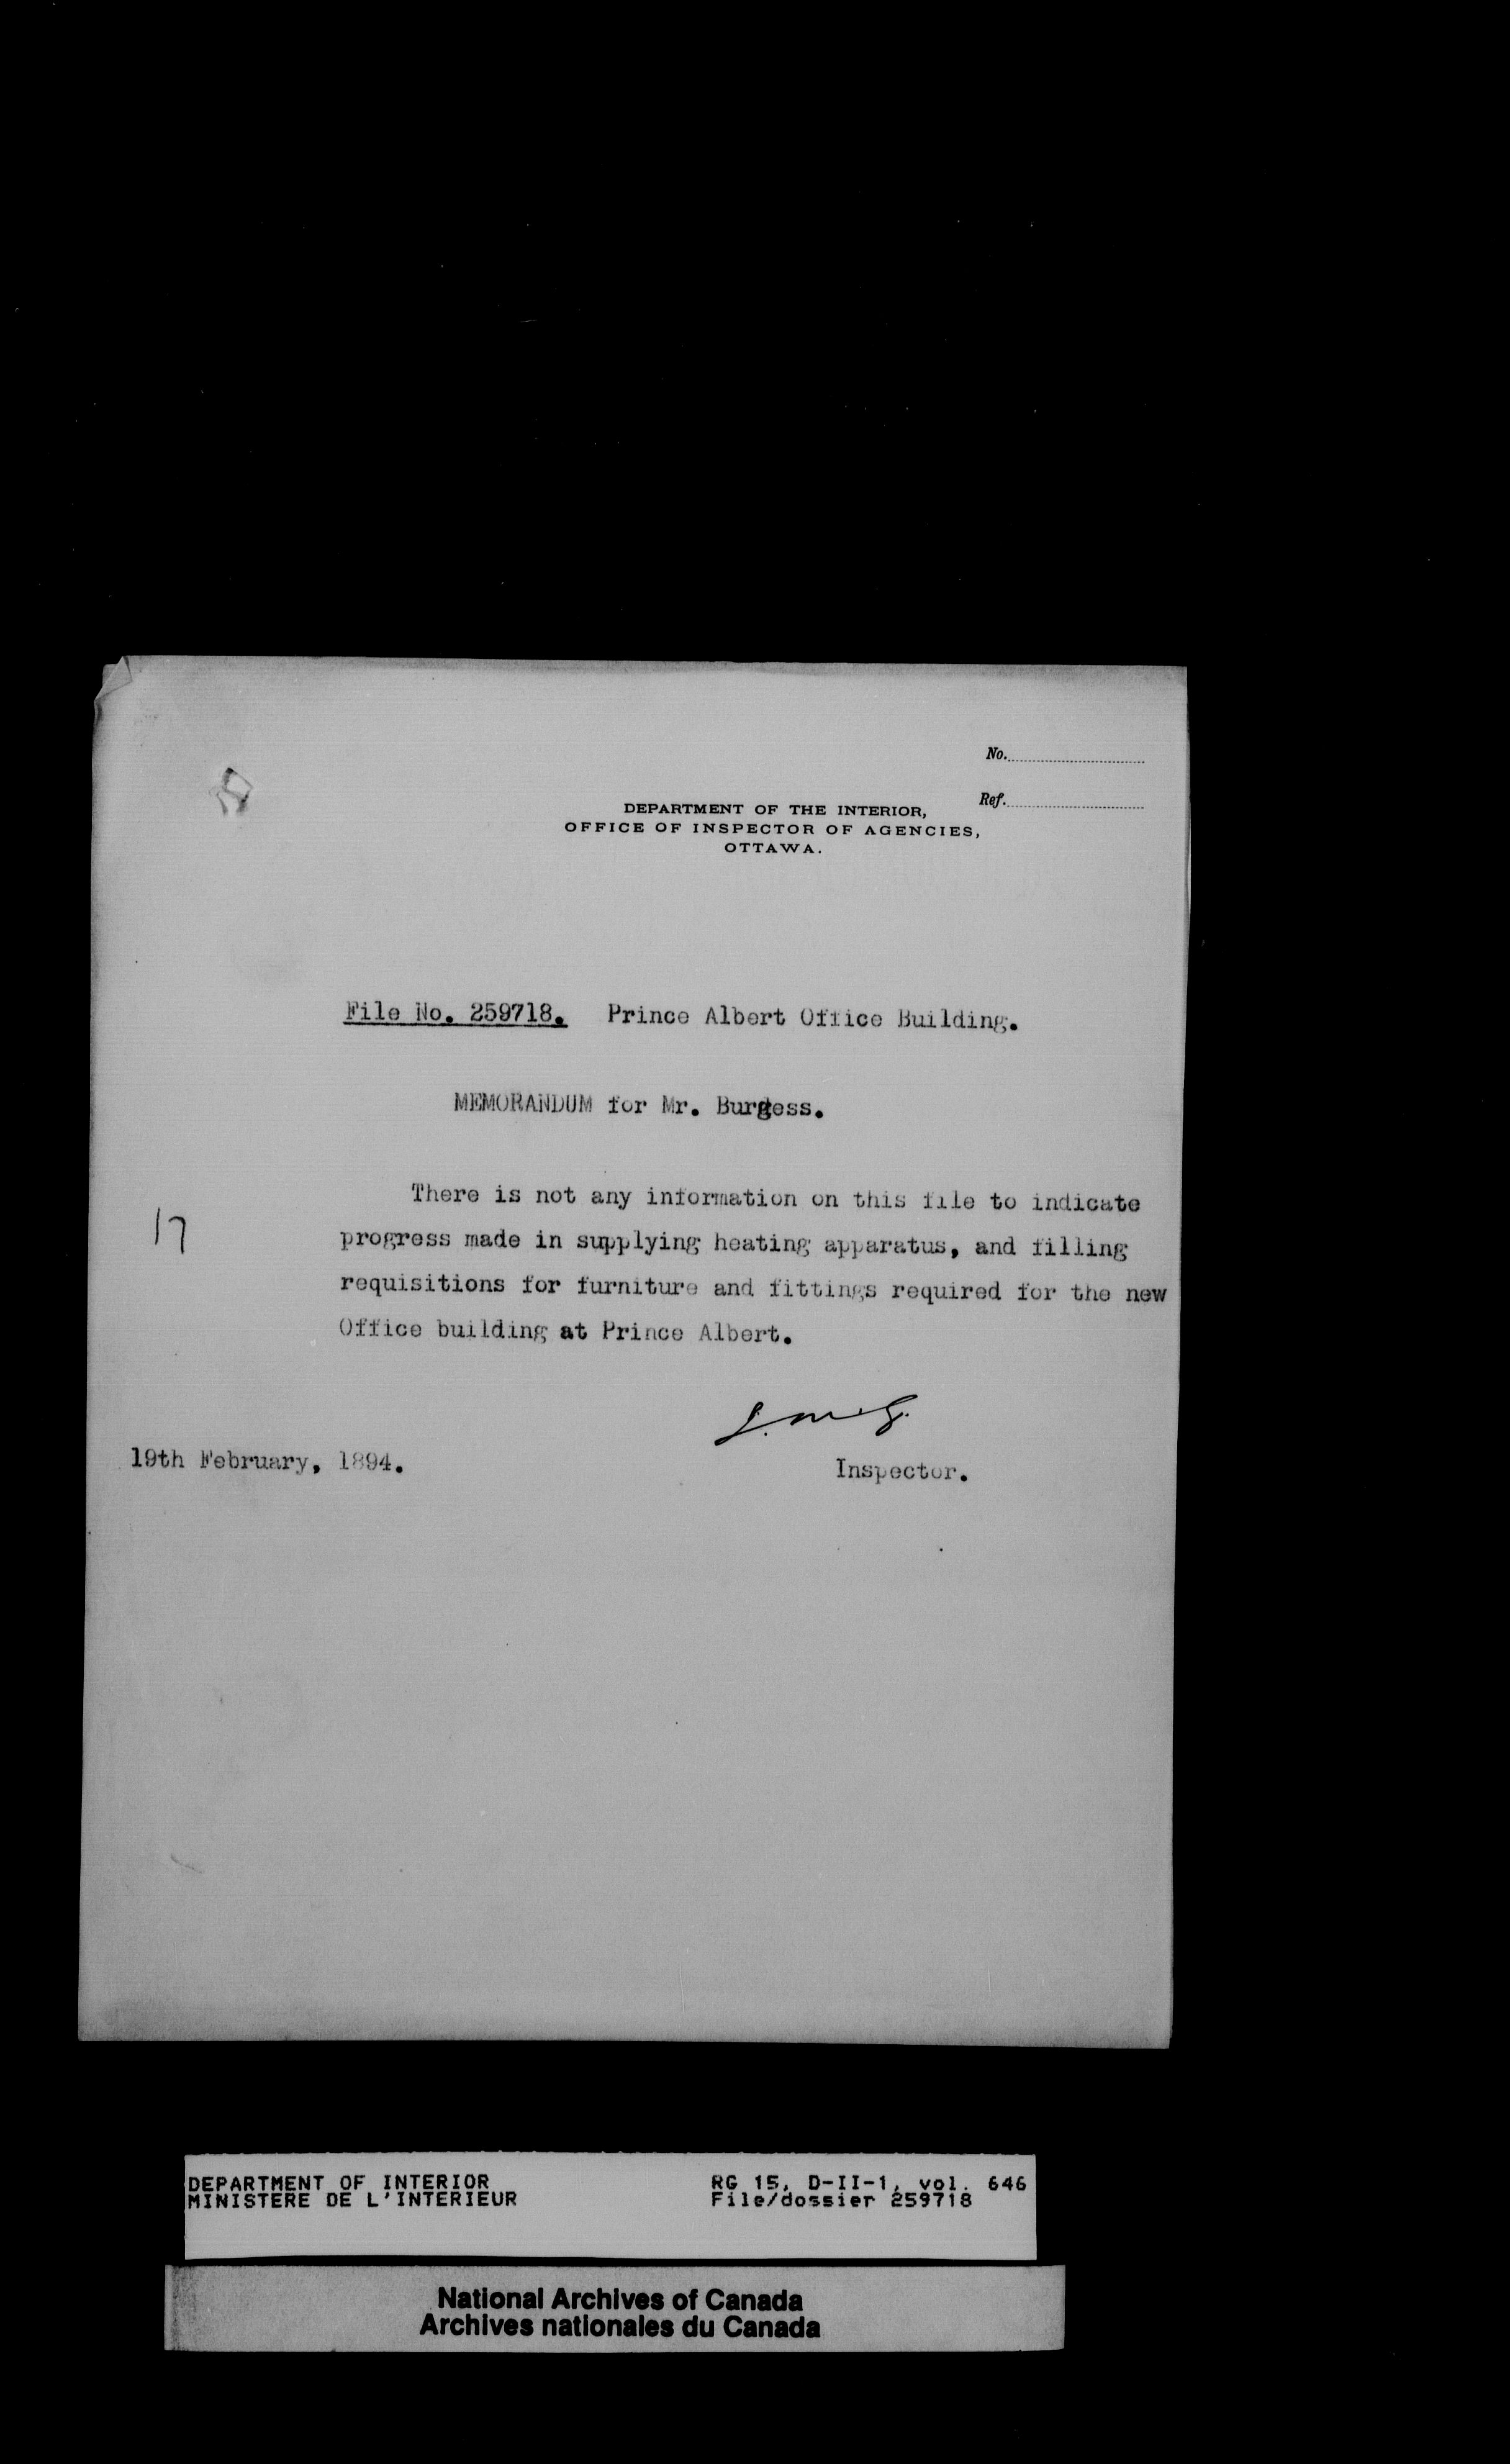 No.
Ref.
DEPARTMENT OF THE INTERIOR,
OFFICE OF INSPECTOR OF AGENCIES,
OTTAWA.
File No. 259718. Prince Albert Office Building.
MEMORANDUM for Mr. Burgess.
There is not any information on this file to indicate
17
progress made in supplying heating apparatus, and filling
requisitions for furniture and fittings required for the new
Office building at Prince Albert.
19th February, 1894.
Inspector.
DEPARTMENT OF INTERIOR
MINISTERE DE L'INTERIEUR
RG 15, D-II-1, vol. 646
File/dossier 259718
National Archives of Canada
Archives nationales du Canada